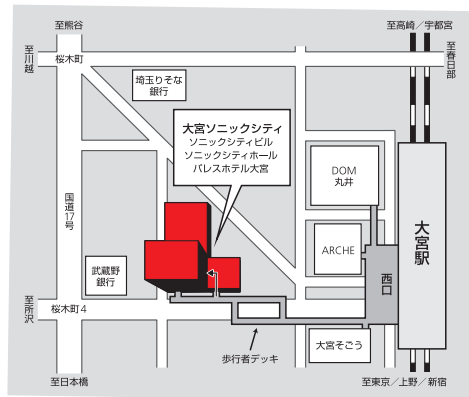 至熊谷
至高崎／宇都宮
至川越
桜木町
至春日部
埼玉りそな
銀行
大宮ソニックシティ
ソニックシティビル
ソニックシティホール
パレスホテル大宮
DOM
丸井
国道17号
大宮駅
ARCHE
武蔵野
銀行
西口
至所沢
桜木町4
大宮そごう
歩行者デッキ
至日本橋
至東京／上野／新宿